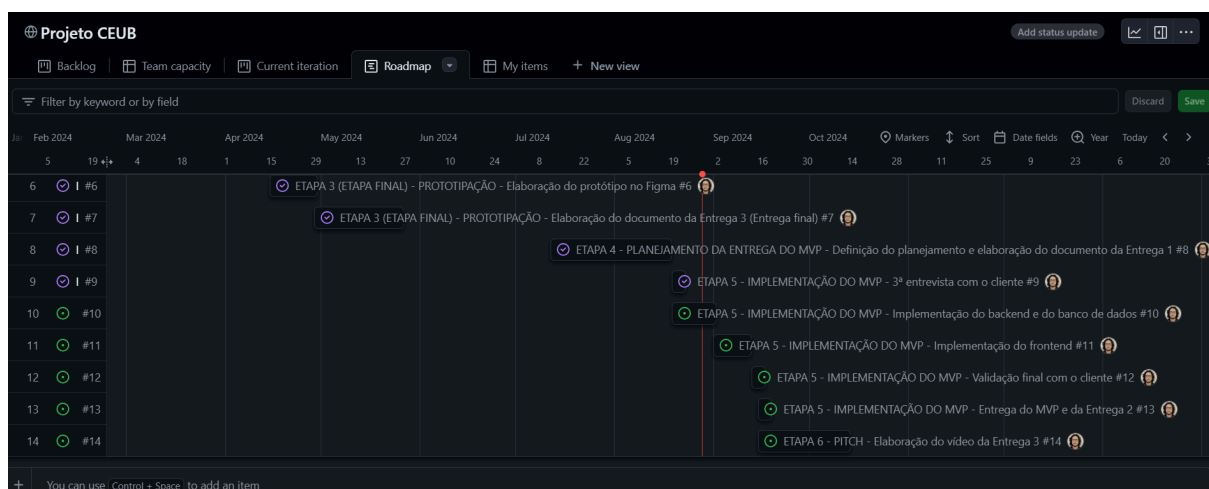 Projeto CEUB
Add status update
Backlog Team capacity Current iteration Roadmap My items + New view
Filter by keyword or by field
Discard Save
Feb 2024 Mar 2024 Apr 2024 May 2024 Jun 2024 Jul 2024 Aug 2024 Sep 2024 Oct 2024 Markers Sort Date fields Year Today
5 19 4 18 1 15 29 13 27 10 24 8 22 5 19 2 16 30 14 28 11 25 9 23 6 20
6 #6 ETAPA 3 (ETAPA FINAL) - PROTOTIPAÇÃO - Elaboração do protótipo no Figma #6
7 #7 ETAPA 3 (ETAPA FINAL) - PROTOTIPAÇÃO - Elaboração do documento da Entrega 3 (Entrega final) #7
8 #8 ETAPA 4 - PLANEJAMENTO DA ENTREGA DO MVP - Definição do planejamento e elaboração do documento da Entrega 1 #8
9 #9 ETAPA 5 - IMPLEMENTAÇÃO DO MVP - 3ª entrevista com o cliente #9
10 #10 ETAPA 5 - IMPLEMENTAÇÃO DO MVP - Implementação do backend e do banco de dados #10
11 #11 ETAPA 5 - IMPLEMENTAÇÃO DO MVP - Implementação do frontend #11
12 #12 ETAPA 5 - IMPLEMENTAÇÃO DO MVP - Validação final com o cliente #12
13 #13 ETAPA 5 - IMPLEMENTAÇÃO DO MVP - Entrega do MVP e da Entrega 2 #13
14 #14 ETAPA 6 - PITCH - Elaboração do vídeo da Entrega 3 #14
+ You can use Control + Space to add an item